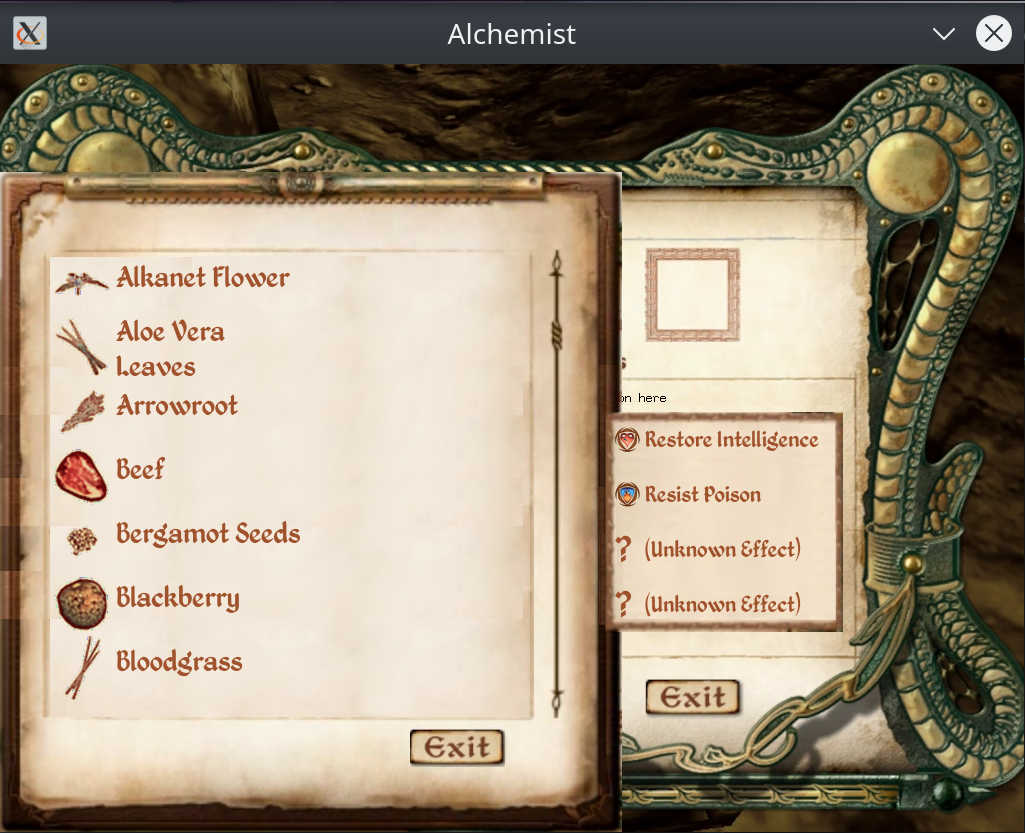 Alchemist
Alkanet Flower
Aloe Vera
Leaves
Arrowroot
Beef
Bergamot Seeds
Blackberry
Bloodgrass
Exit
here
Restore Intelligence
Resist Poison
? (Unknown Effect)
? (Unknown Effect)
Exit